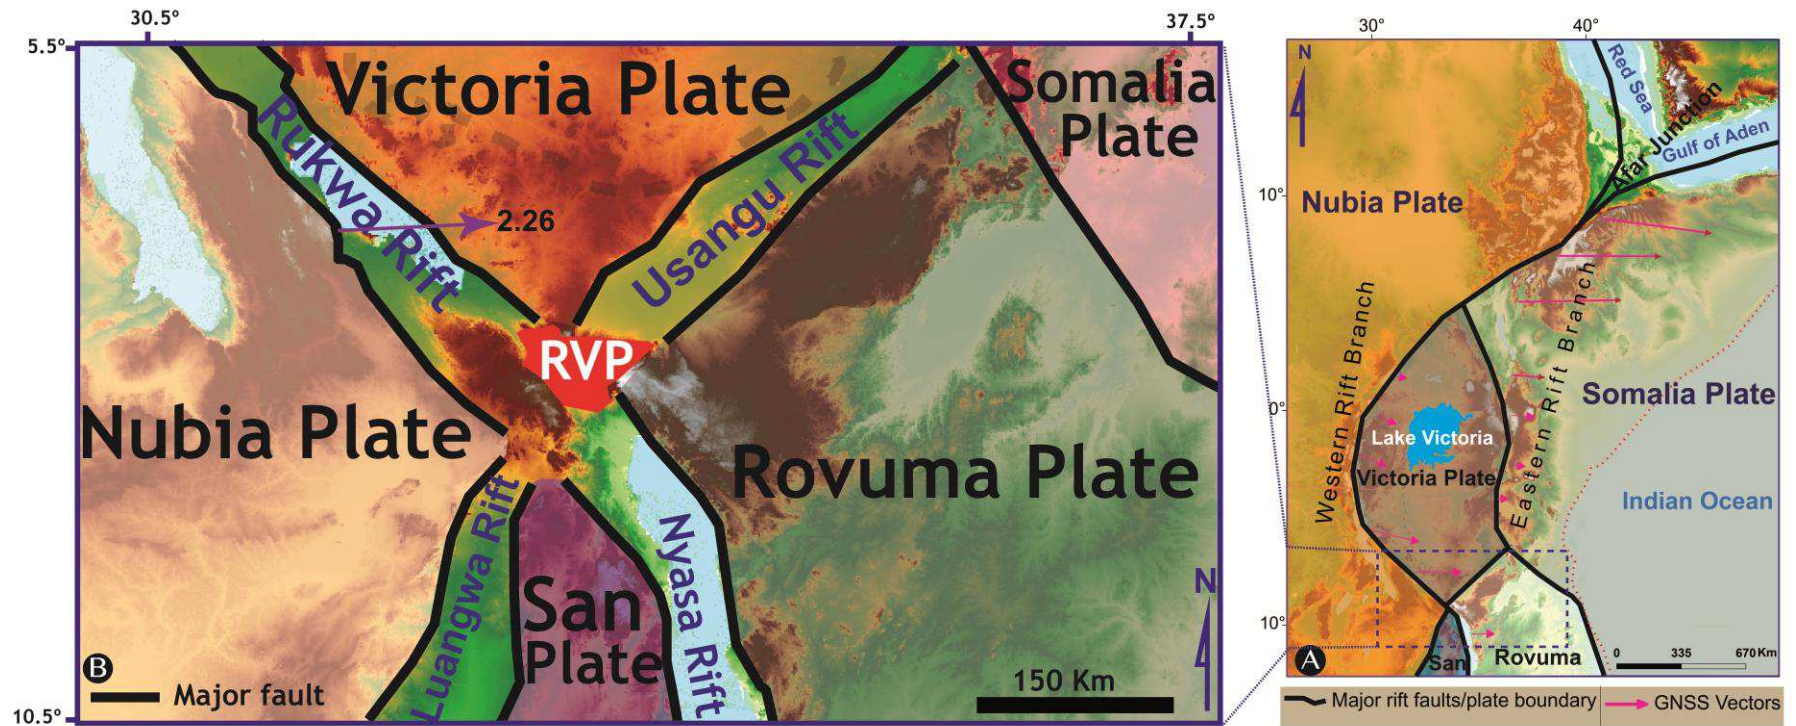 30.5°
37.5°
5.5°
Victoria Plate
Somalia
Plate
Rukwa Rift
Usangu Rift
2.26
RVP
Nubia Plate
Rovuma Plate
Luangwa Rift
San
Plate
Nyasa Rift
N
B
Major fault
150 Km
10.5°
30°
40°
N
Red Sea
Afar Junction
Gulf of Aden
10°
Nubia Plate
Western Rift Branch
Eastern Rift Branch
Somalia Plate
0°
Lake Victoria
Victoria Plate
Indian Ocean
10°
A
San
Rovuma
0 335 670 Km
Major rift faults/plate boundary
GNSS Vectors